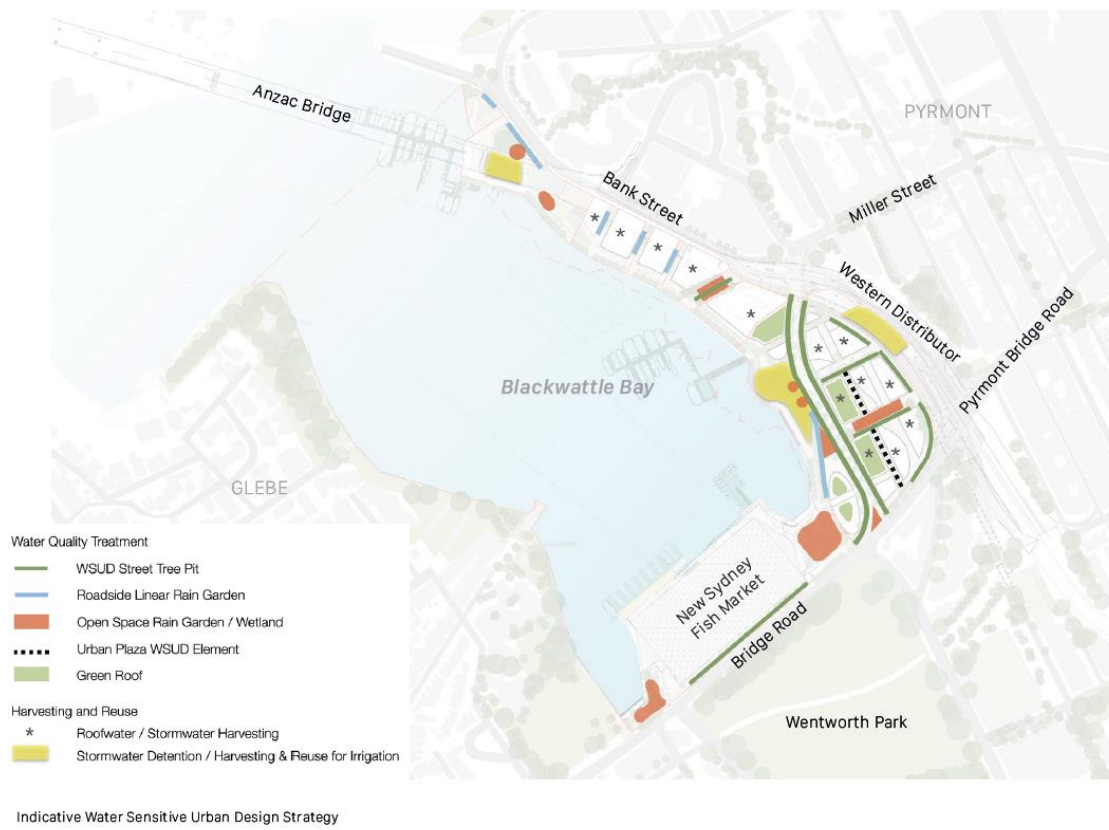 Anzac Bridge
PYRMONT
Bank Street
Miller Street
Western Distributor
Pyrmont Bridge Road
Blackwattle Bay
GLEBE
New Sydney
Fish Market
Bridge Road
Wentworth Park
Water Quality Treatment
WSUD Street Tree Pit
Roadside Linear Rain Garden
Open Space Rain Garden / Wetland
Urban Plaza WSUD Element
Green Roof
Harvesting and Reuse
* Roofwater / Stormwater Harvesting
Stormwater Detention / Harvesting & Reuse for Irrigation
Indicative Water Sensitive Urban Design Strategy